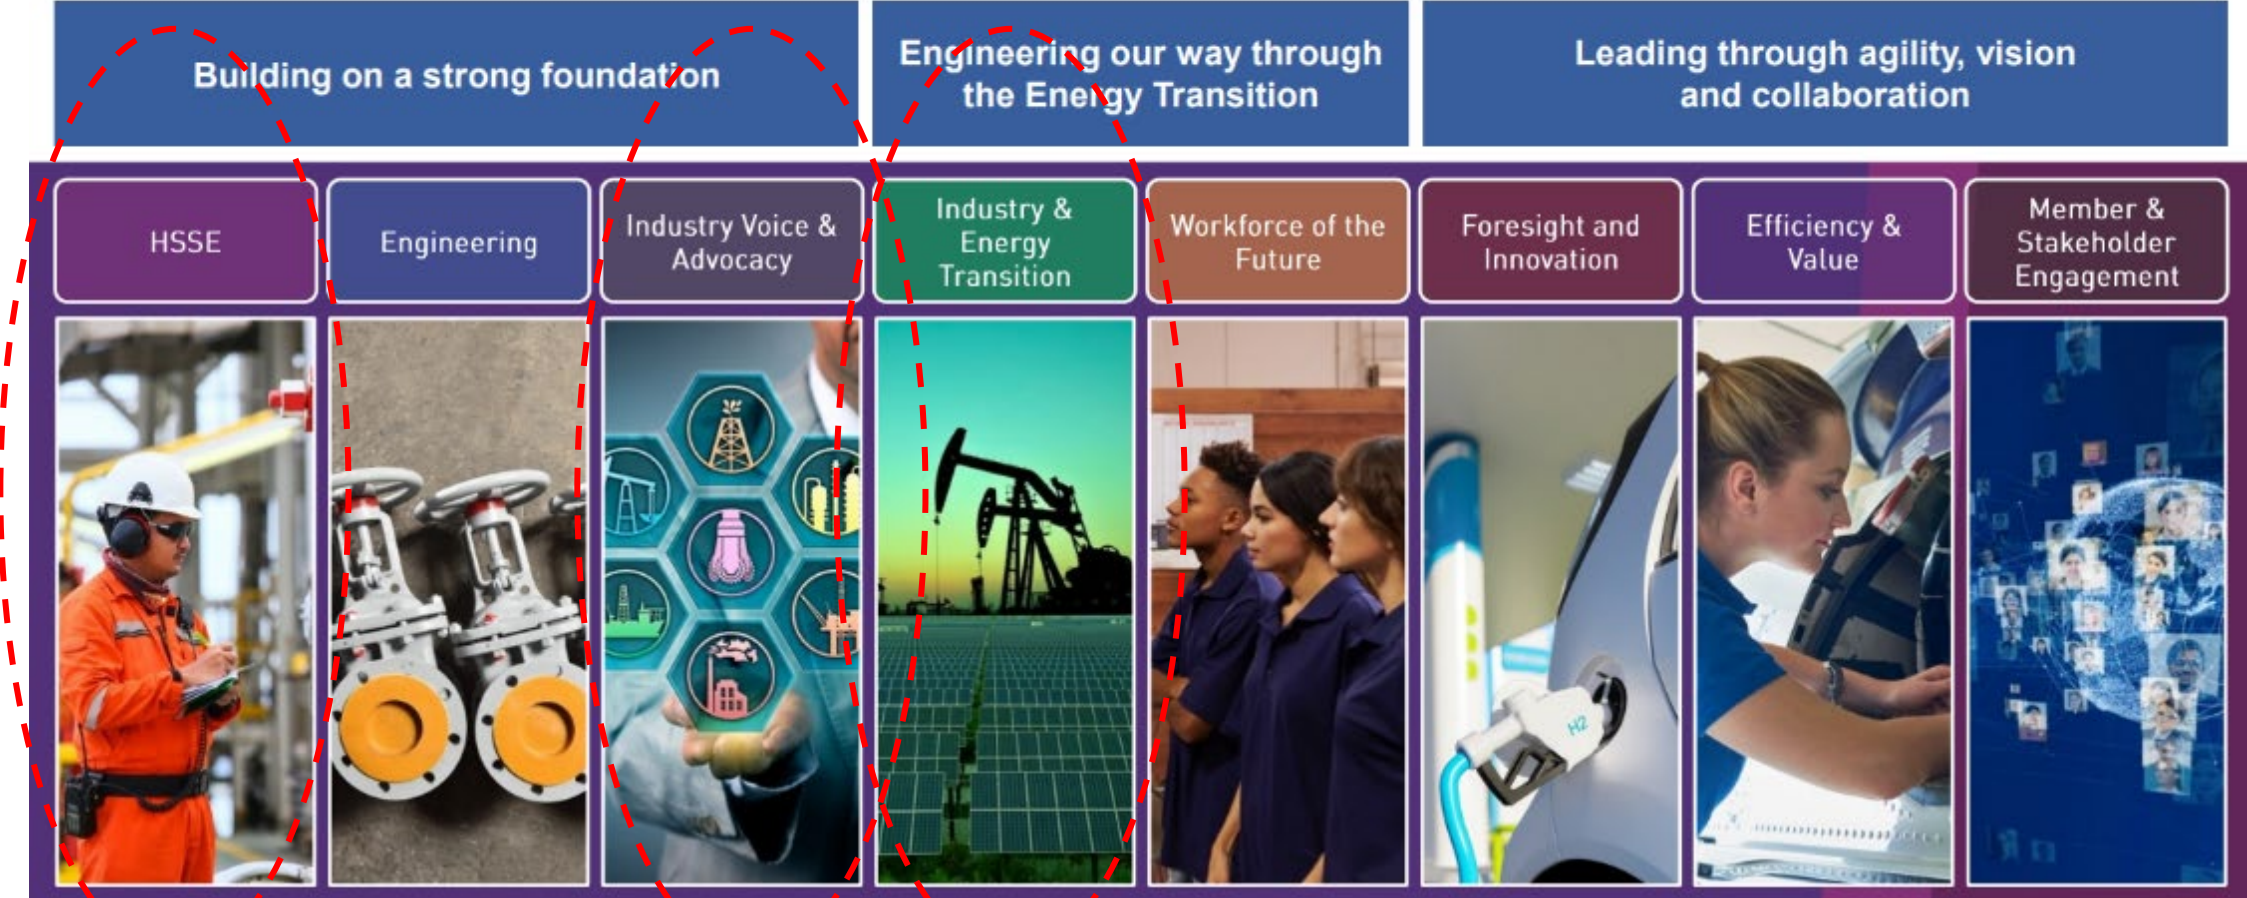 Building on a strong foundation
Engineering our way through
the Energy Transition
Leading through agility, vision
and collaboration
HSSE
Engineering
Industry Voice &
Advocacy
Industry &
Energy
Transition
Workforce of the
Future
Foresight and
Innovation
Efficiency &
Value
Member &
Stakeholder
Engagement
H2